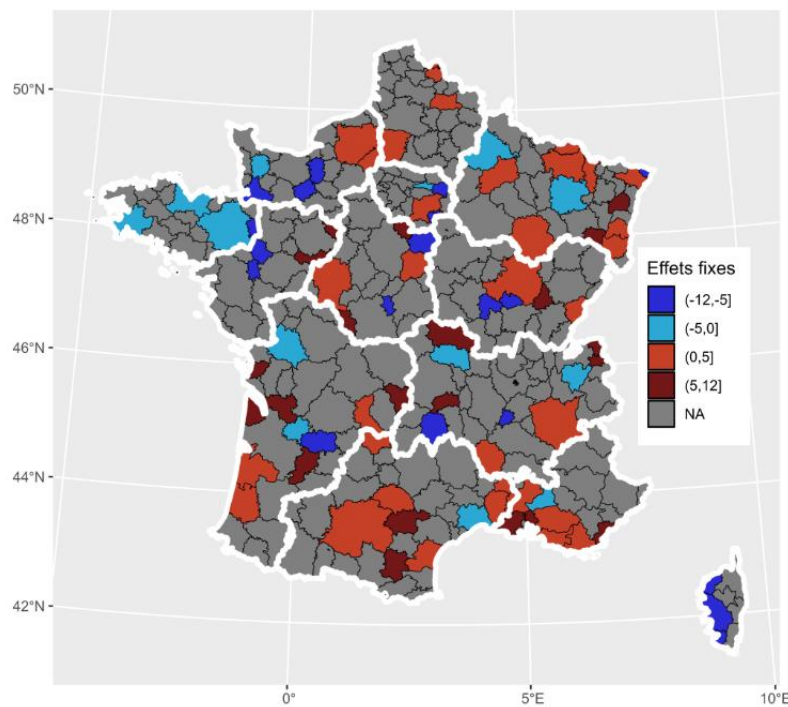 50°N
48°N
46°N
44°N
42°N
0°
5°E
10°E
Effets fixes
(-12,-5]
(-5,0]
(0,5]
(5,12]
NA